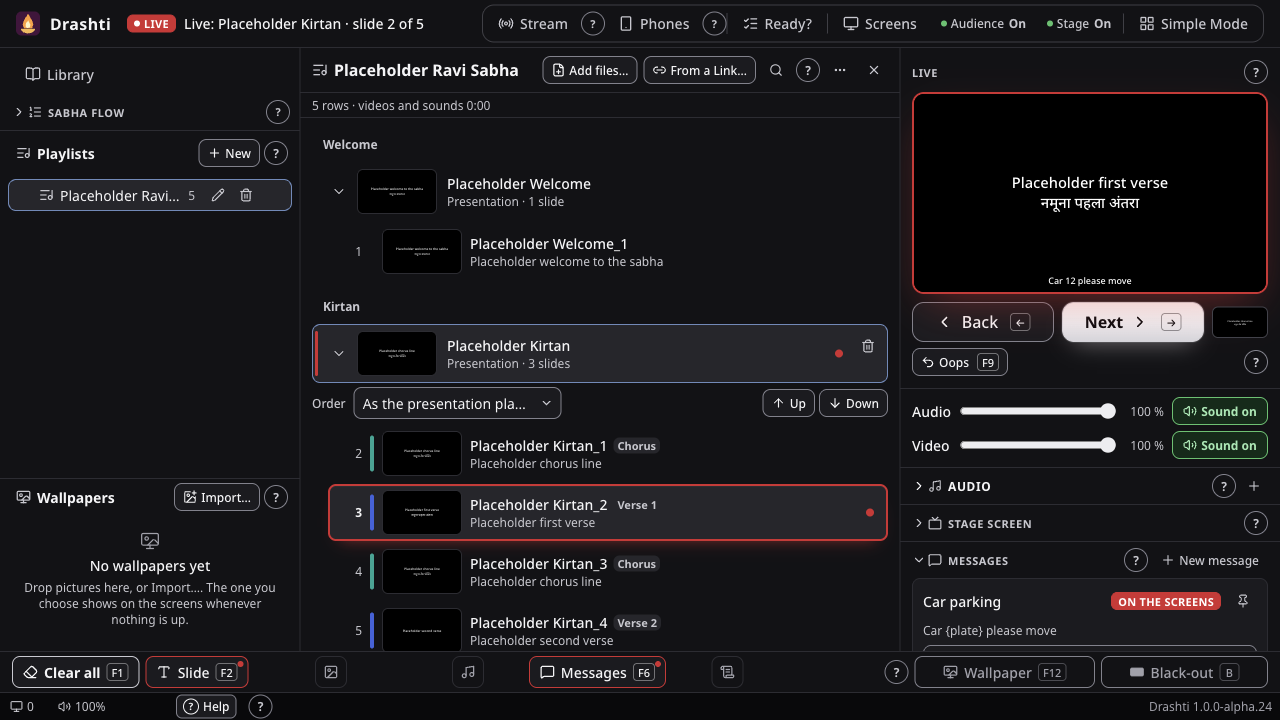 Drashti
LIVE
Live: Placeholder Kirtan · slide 2 of 5
Stream
?
Phones
?
Ready?
Screens
Audience On
Stage On
Simple Mode
Library
SABHA FLOW
?
Playlists
New
?
Placeholder Ravi...
5
Wallpapers
Import...
?
No wallpapers yet
Drop pictures here, or Import.... The one you
choose shows on the screens whenever
nothing is up.
Placeholder Ravi Sabha
Add files...
From a Link...
?
5 rows · videos and sounds 0:00
Welcome
Placeholder Welcome
Presentation · 1 slide
1
Placeholder Welcome_1
Placeholder welcome to the sabha
Kirtan
Placeholder Kirtan
Presentation · 3 slides
Order
As the presentation pla...
Up
Down
2
Placeholder Kirtan_1
Chorus
Placeholder chorus line
3
Placeholder Kirtan_2
Verse 1
Placeholder first verse
4
Placeholder Kirtan_3
Chorus
Placeholder chorus line
5
Placeholder Kirtan_4
Verse 2
Placeholder second verse
LIVE
?
Placeholder first verse
नमूना पहला अंतरा
Car 12 please move
Back
Next
Oops F9
?
Audio
100 %
Sound on
Video
100 %
Sound on
AUDIO
?
STAGE SCREEN
?
MESSAGES
?
New message
Car parking
ON THE SCREENS
Car {plate} please move
Clear all F1
Slide F2
Messages F6
?
Wallpaper F12
Black-out B
0
100%
? Help
?
Drashti 1.0.0-alpha.24